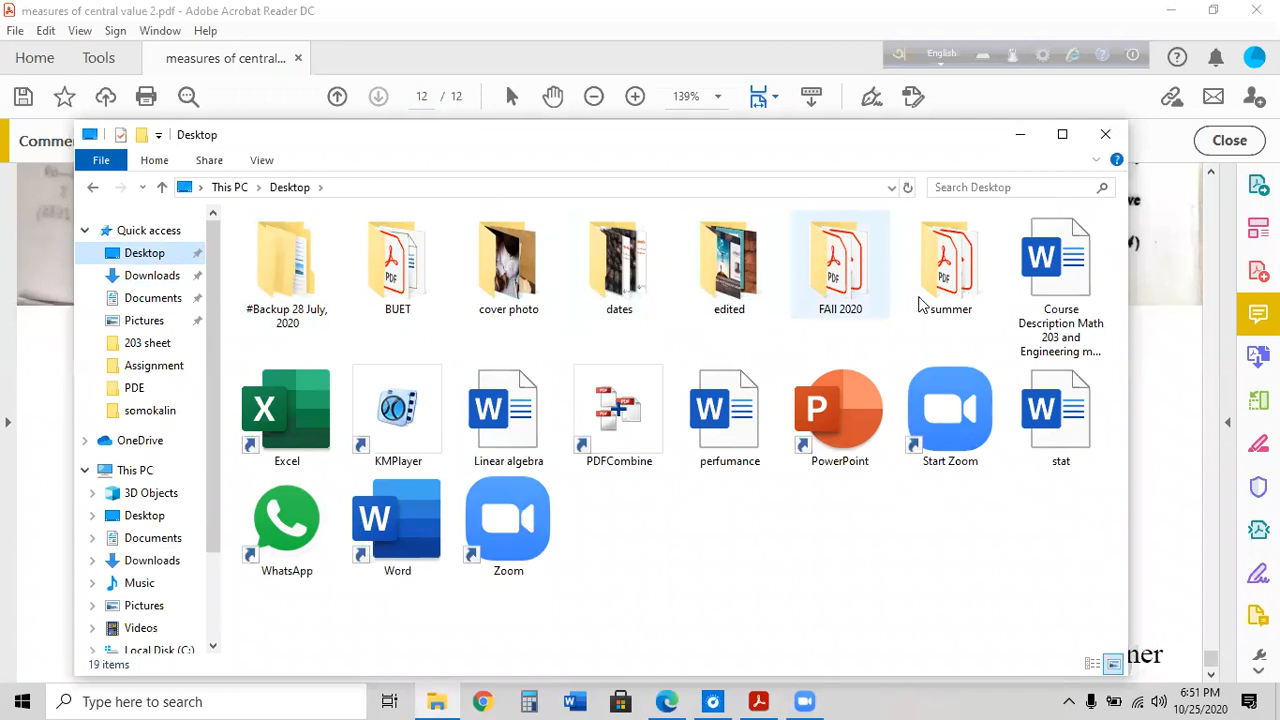 measures of central value 2.pdf - Adobe Acrobat Reader DC
File Edit View Sign Window Help
Home Tools measures of central...
English
12 / 12
139%
Comme
Close
Desktop
File Home Share View
This PC > Desktop >
Search Desktop
Quick access
Desktop
Downloads
Documents
Pictures
203 sheet
Assignment
PDE
somokalin
OneDrive
This PC
3D Objects
Desktop
Documents
Downloads
Music
Pictures
Videos
Local Disk (C:)
#Backup 28 July,
2020
BUET
cover photo
dates
edited
FAll 2020
summer
Course
Description Math
203 and
Engineering m...
Excel
KMPlayer
Linear algebra
PDFCombine
perfumance
PowerPoint
Start Zoom
stat
WhatsApp
Word
Zoom
19 items
ner
Type here to search
6:51 PM
10/25/2020